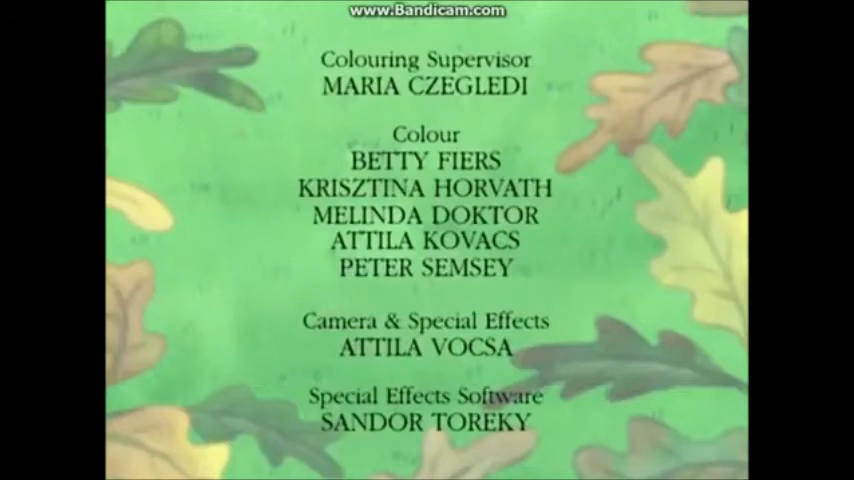 www.Bandicam.com
Colouring Supervisor
MARIA CZEGLEDI
Colour
BETTY FIERS
KRISZTINA HORVATH
MELINDA DOKTOR
ATTILA KOVACS
PETER SEMSEY
Camera & Special Effects
ATTILA VOCSA
Special Effects Software
SANDOR TOREKY